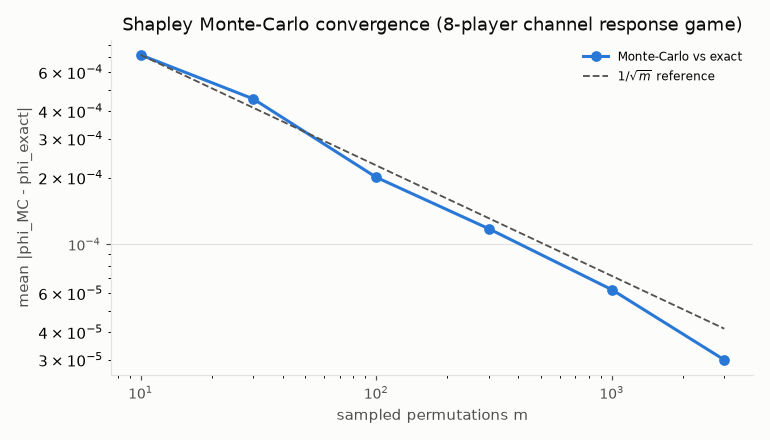 Shapley Monte-Carlo convergence (8-player channel response game)
Monte-Carlo vs exact
1/√m reference
mean |phi_MC - phi_exact|
6 × 10⁻⁴
4 × 10⁻⁴
3 × 10⁻⁴
2 × 10⁻⁴
10⁻⁴
6 × 10⁻⁵
4 × 10⁻⁵
3 × 10⁻⁵
10¹ 10² 10³
sampled permutations m